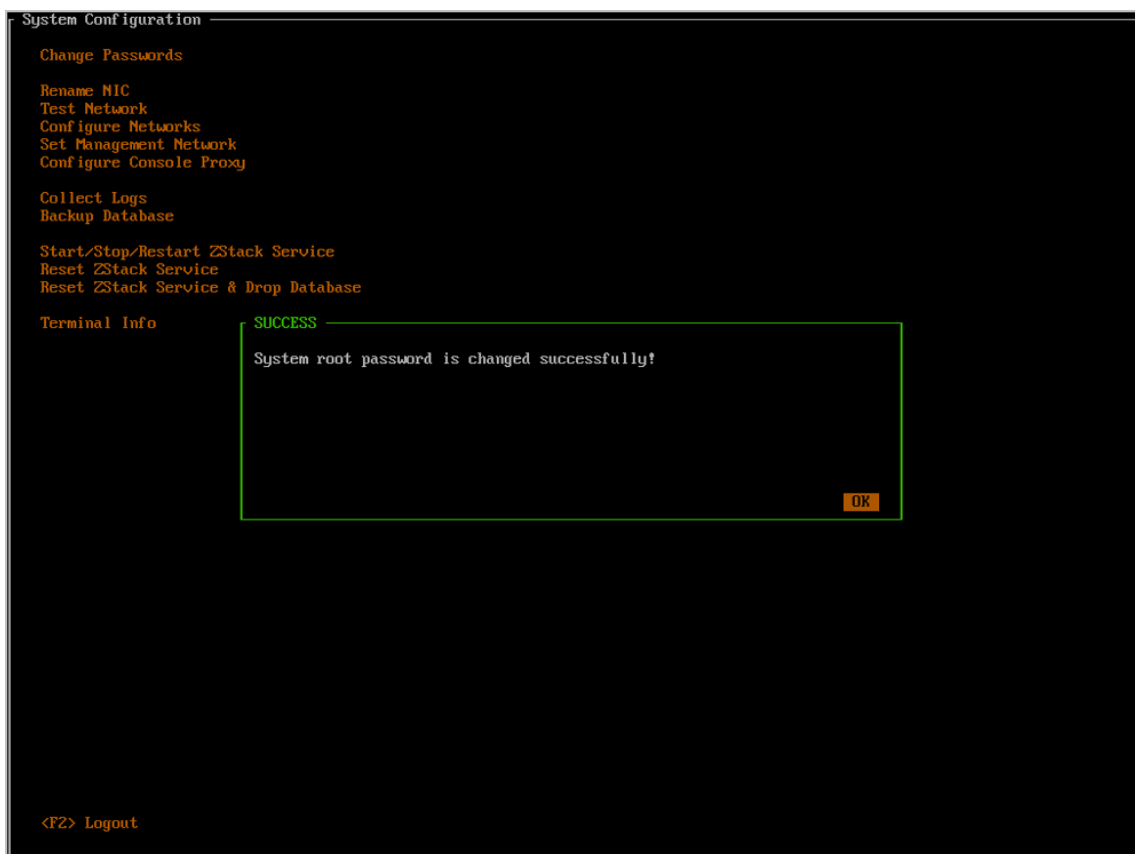 System Configuration
Change Passwords
Rename NIC
Test Network
Configure Networks
Set Management Network
Configure Console Proxy
Collect Logs
Backup Database
Start/Stop/Restart ZStack Service
Reset ZStack Service
Reset ZStack Service & Drop Database
Terminal Info
SUCCESS
System root password is changed successfully!
OK
<F2> Logout